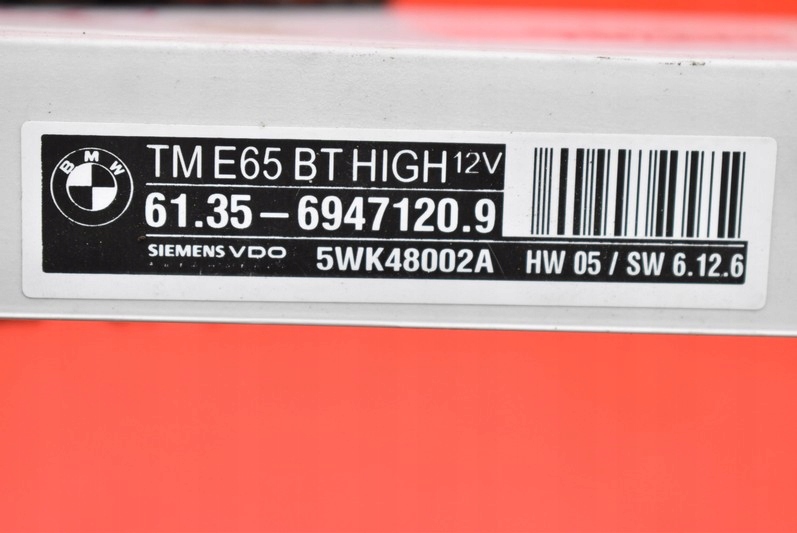 BMW
TM E65 BT HIGH 12V
61.35-6947120.9
SIEMENS VDO
5WK48002A
HW 05 / SW 6.12.6